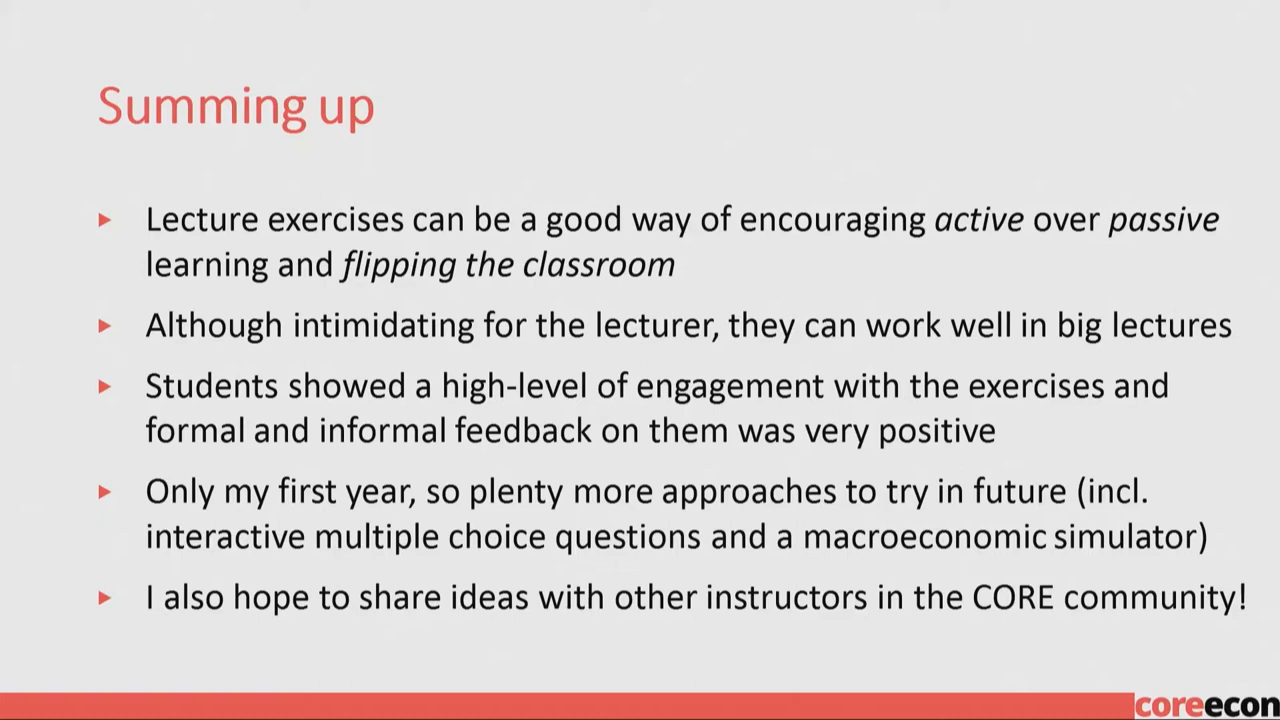 Summing up
Lecture exercises can be a good way of encouraging active over passive
learning and flipping the classroom
Although intimidating for the lecturer, they can work well in big lectures
Students showed a high-level of engagement with the exercises and
formal and informal feedback on them was very positive
Only my first year, so plenty more approaches to try in future (incl.
interactive multiple choice questions and a macroeconomic simulator)
I also hope to share ideas with other instructors in the CORE community!
coreecon